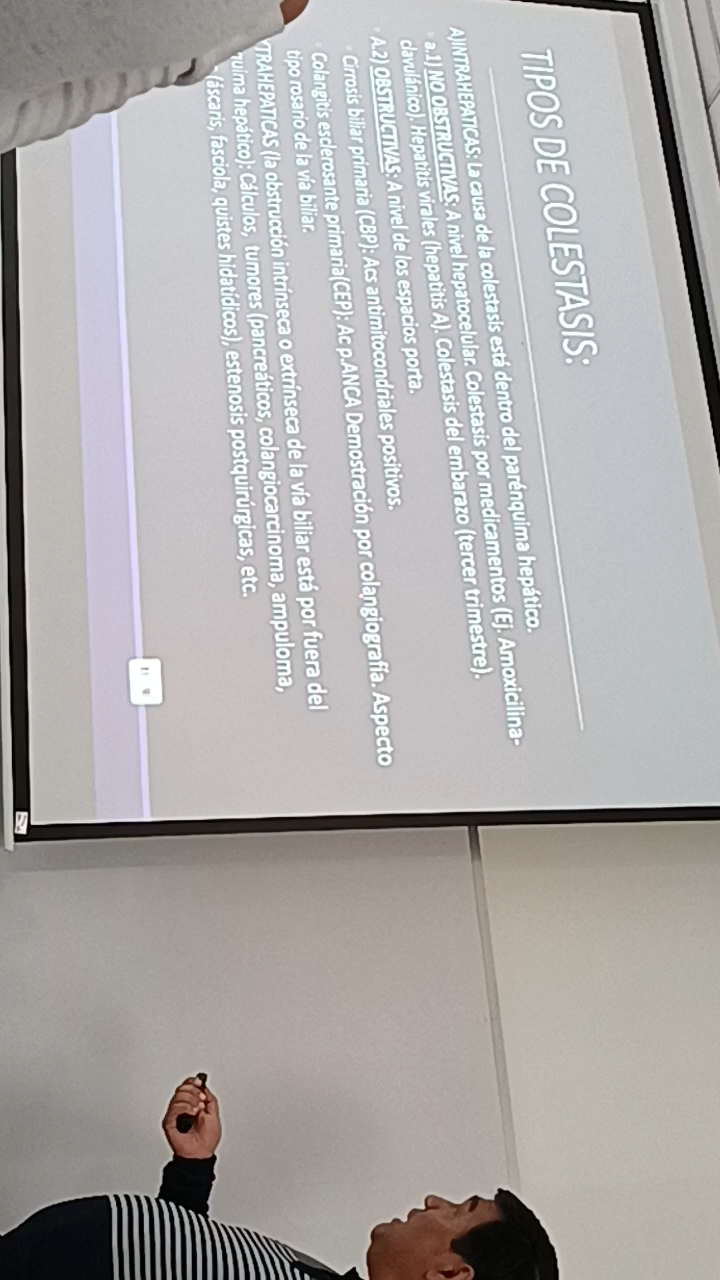 TIPOS DE COLESTASIS:
A)INTRAHEPATICAS: La causa de la colestasis está dentro del parénquima hepático.
a.1) NO OBSTRUCTIVAS: A nivel hepatocelular. Colestasis por medicamentos (Ej. Amoxicilina-
clavulánico). Hepatitis virales (hepatitis A). Colestasis del embarazo (tercer trimestre).
A.2) OBSTRUCTIVAS: A nivel de los espacios porta.
Cirrosis biliar primaria (CBP): Acs antimitocondriales positivos.
Colangitis esclerosante primaria(CEP): Ac p.ANCA Demostración por colangiografía. Aspecto
tipo rosario de la vía biliar.
TRAHEPATICAS (la obstrucción intrínseca o extrínseca de la vía biliar está por fuera del
uima hepático): Cálculos, tumores (pancreáticos, colangiocarcinoma, ampuloma,
(áscaris, fasciola, quistes hidatídicos), estenosis postquirúrgicas, etc.